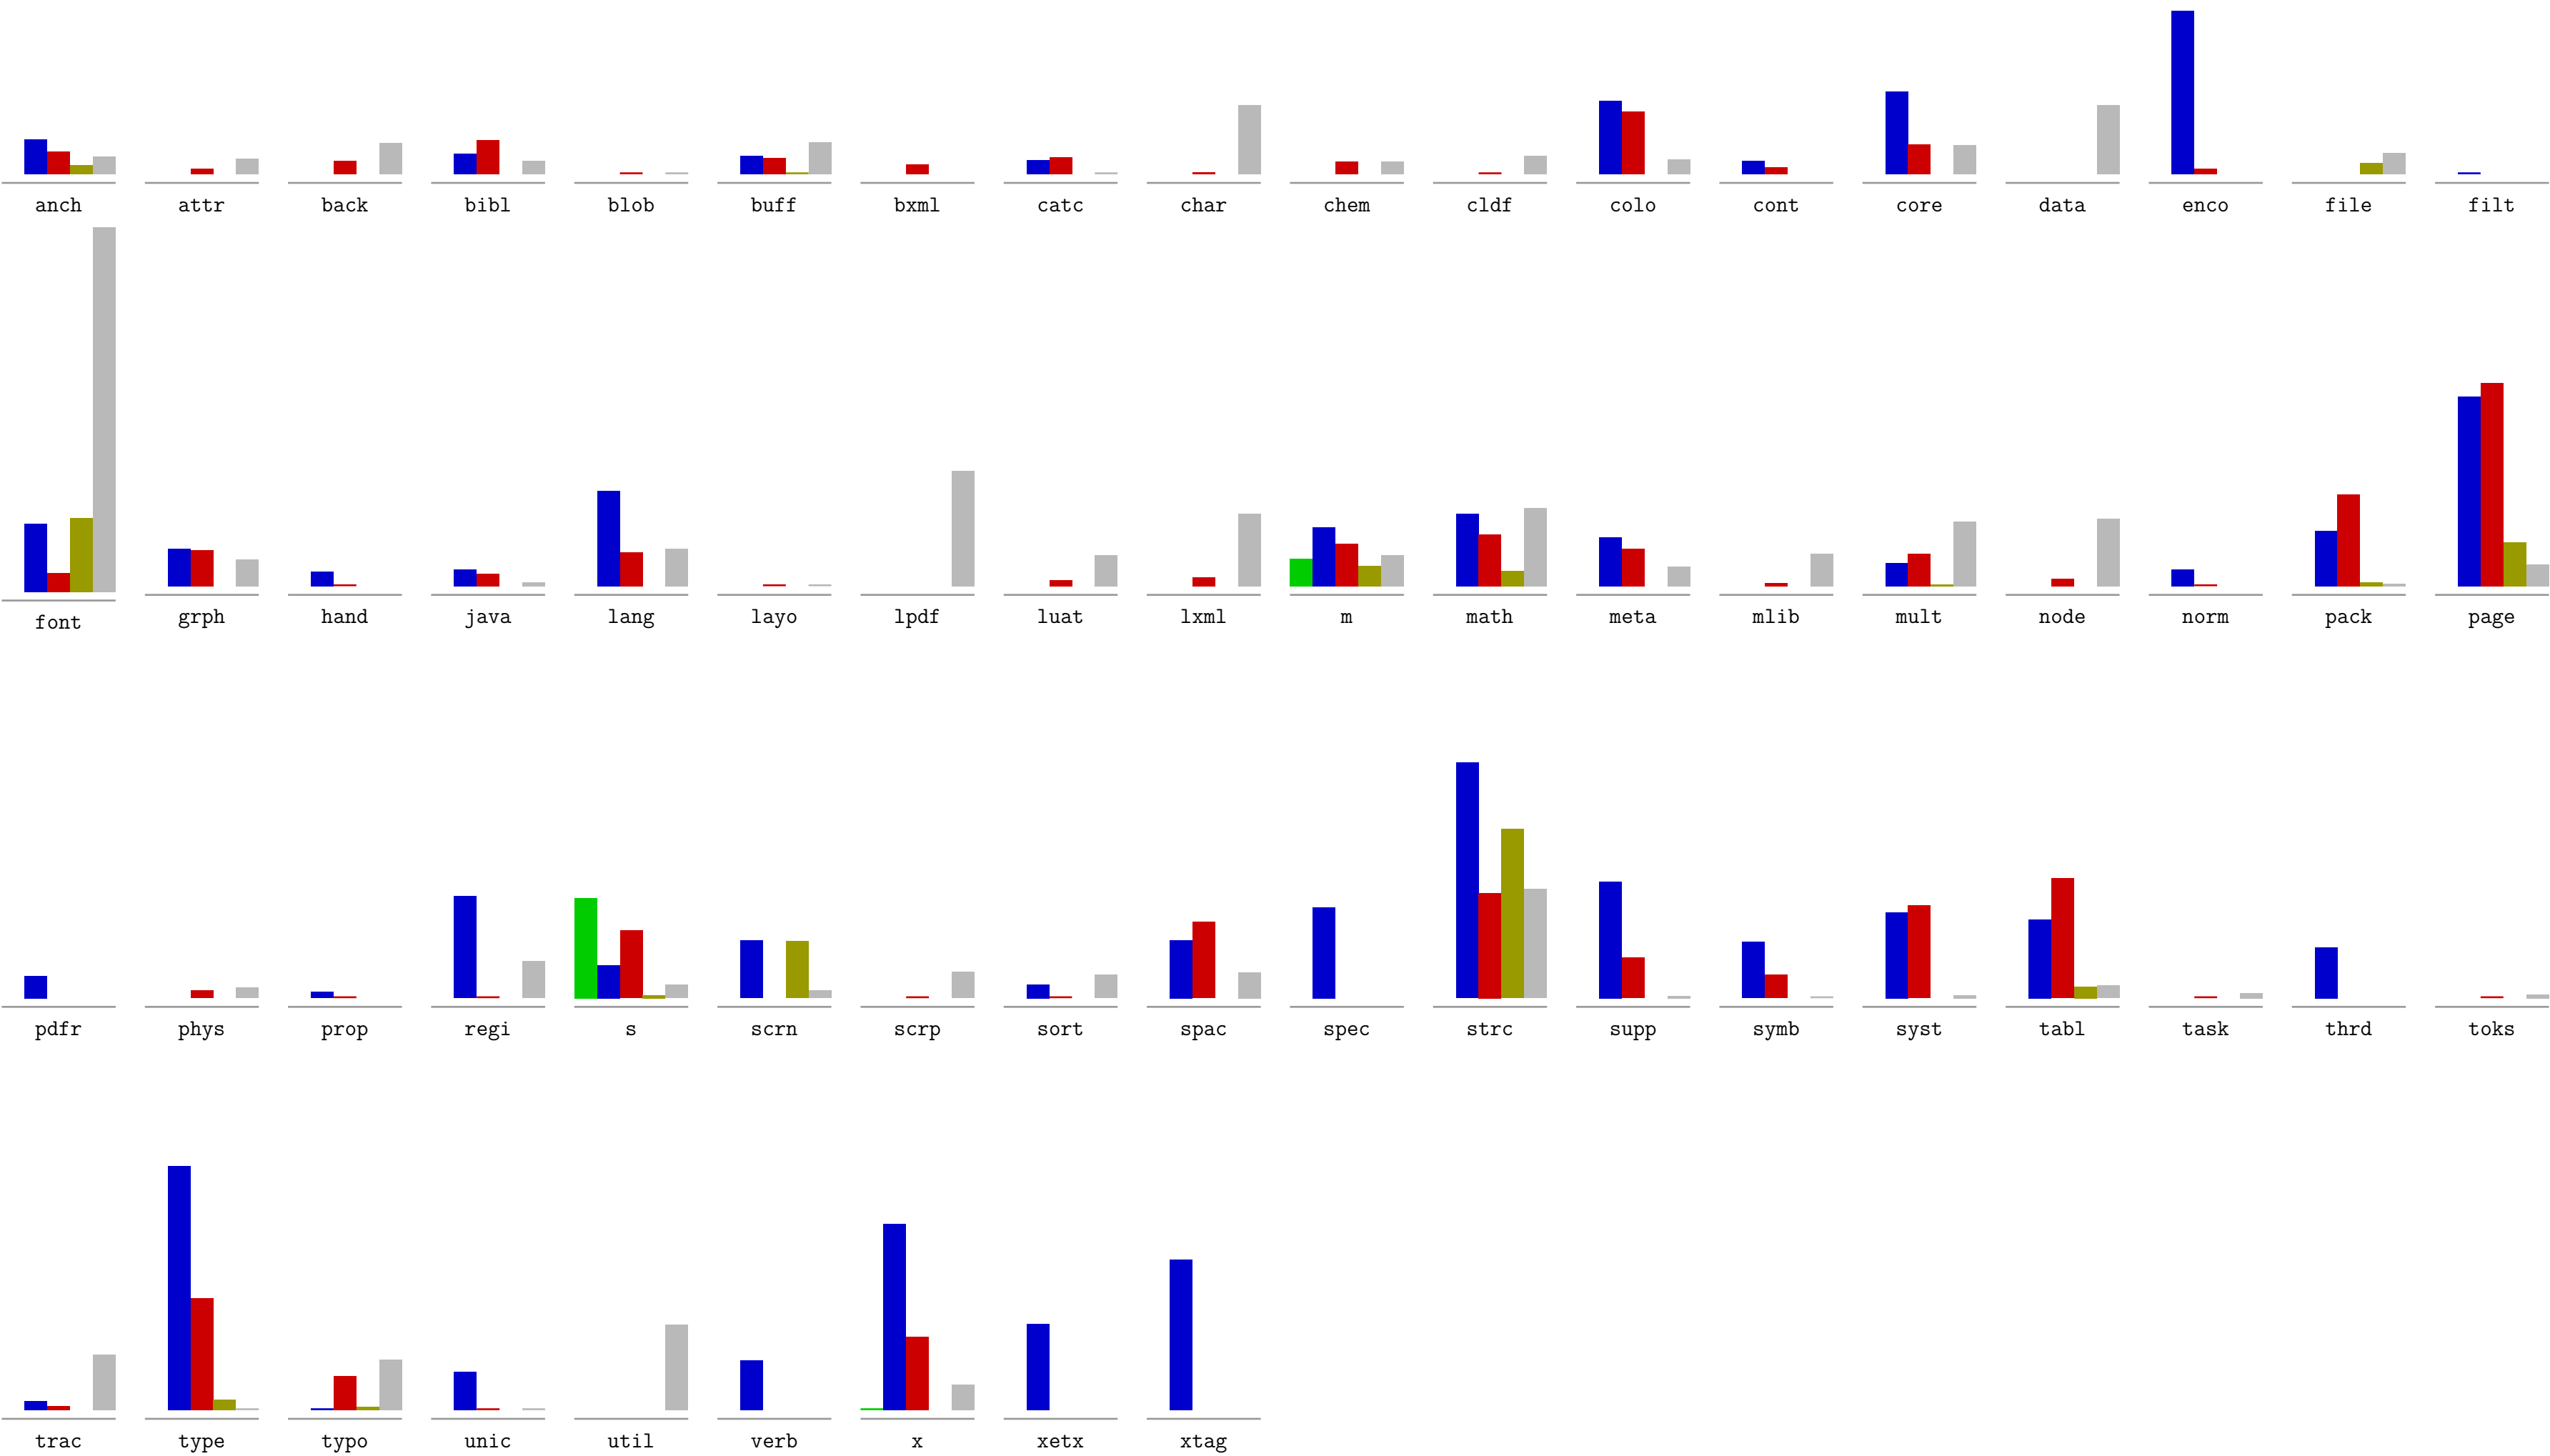 anch attr back bibl blob buff bxml catc char chem cldf colo cont core data enco file filt
font grph hand java lang layo lpdf luat lxml m math meta mlib mult node norm pack page
pdfr phys prop regi s scrn scrp sort spac spec strc supp symb syst tabl task thrd toks
trac type typo unic util verb x xetx xtag